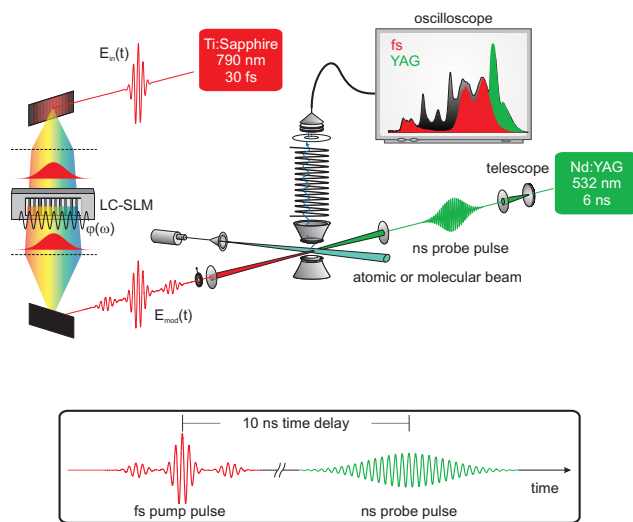 oscilloscope
E_in(t)
Ti:Sapphire
790 nm
30 fs
fs
YAG
telescope
Nd:YAG
532 nm
6 ns
LC-SLM
φ(ω)
ns probe pulse
atomic or molecular beam
E_mod(t)
10 ns time delay
time
fs pump pulse
ns probe pulse